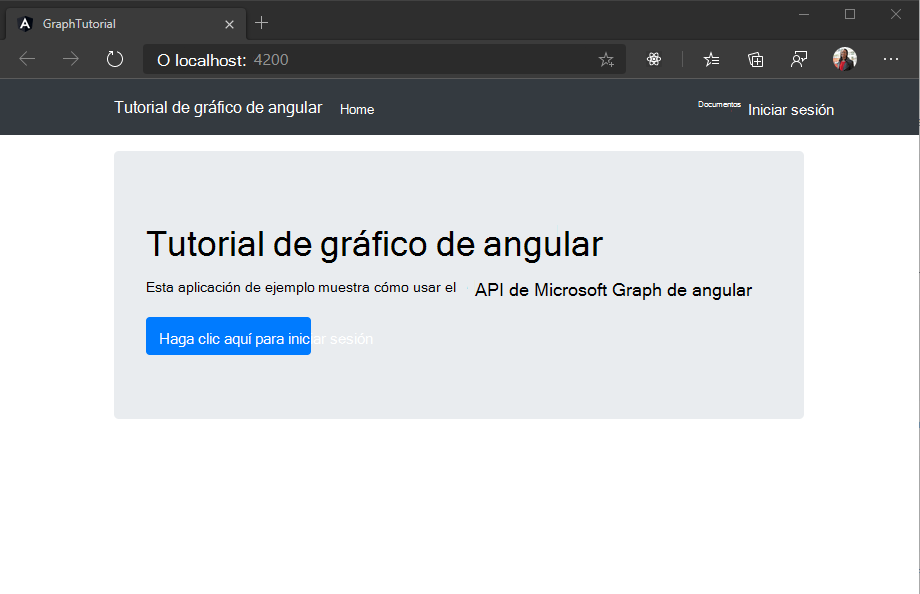 GraphTutorial
O localhost: 4200
Tutorial de gráfico de angular Home Documentos Iniciar sesión
Tutorial de gráfico de angular
Esta aplicación de ejemplo muestra cómo usar el API de Microsoft Graph de angular
Haga clic aquí para iniciar sesión